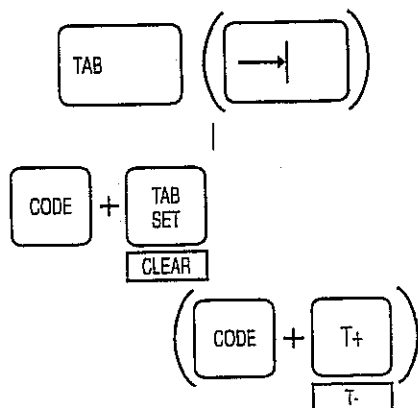 TAB
CODE + TAB SET
CLEAR
( CODE + T+ )
T-